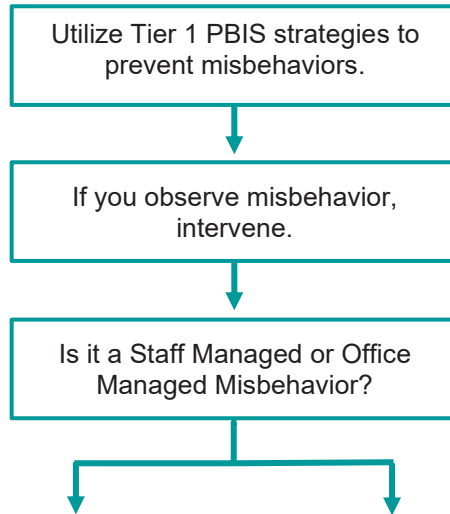 Utilize Tier 1 PBIS strategies to
prevent misbehaviors.
If you observe misbehavior,
intervene.
Is it a Staff Managed or Office
Managed Misbehavior?